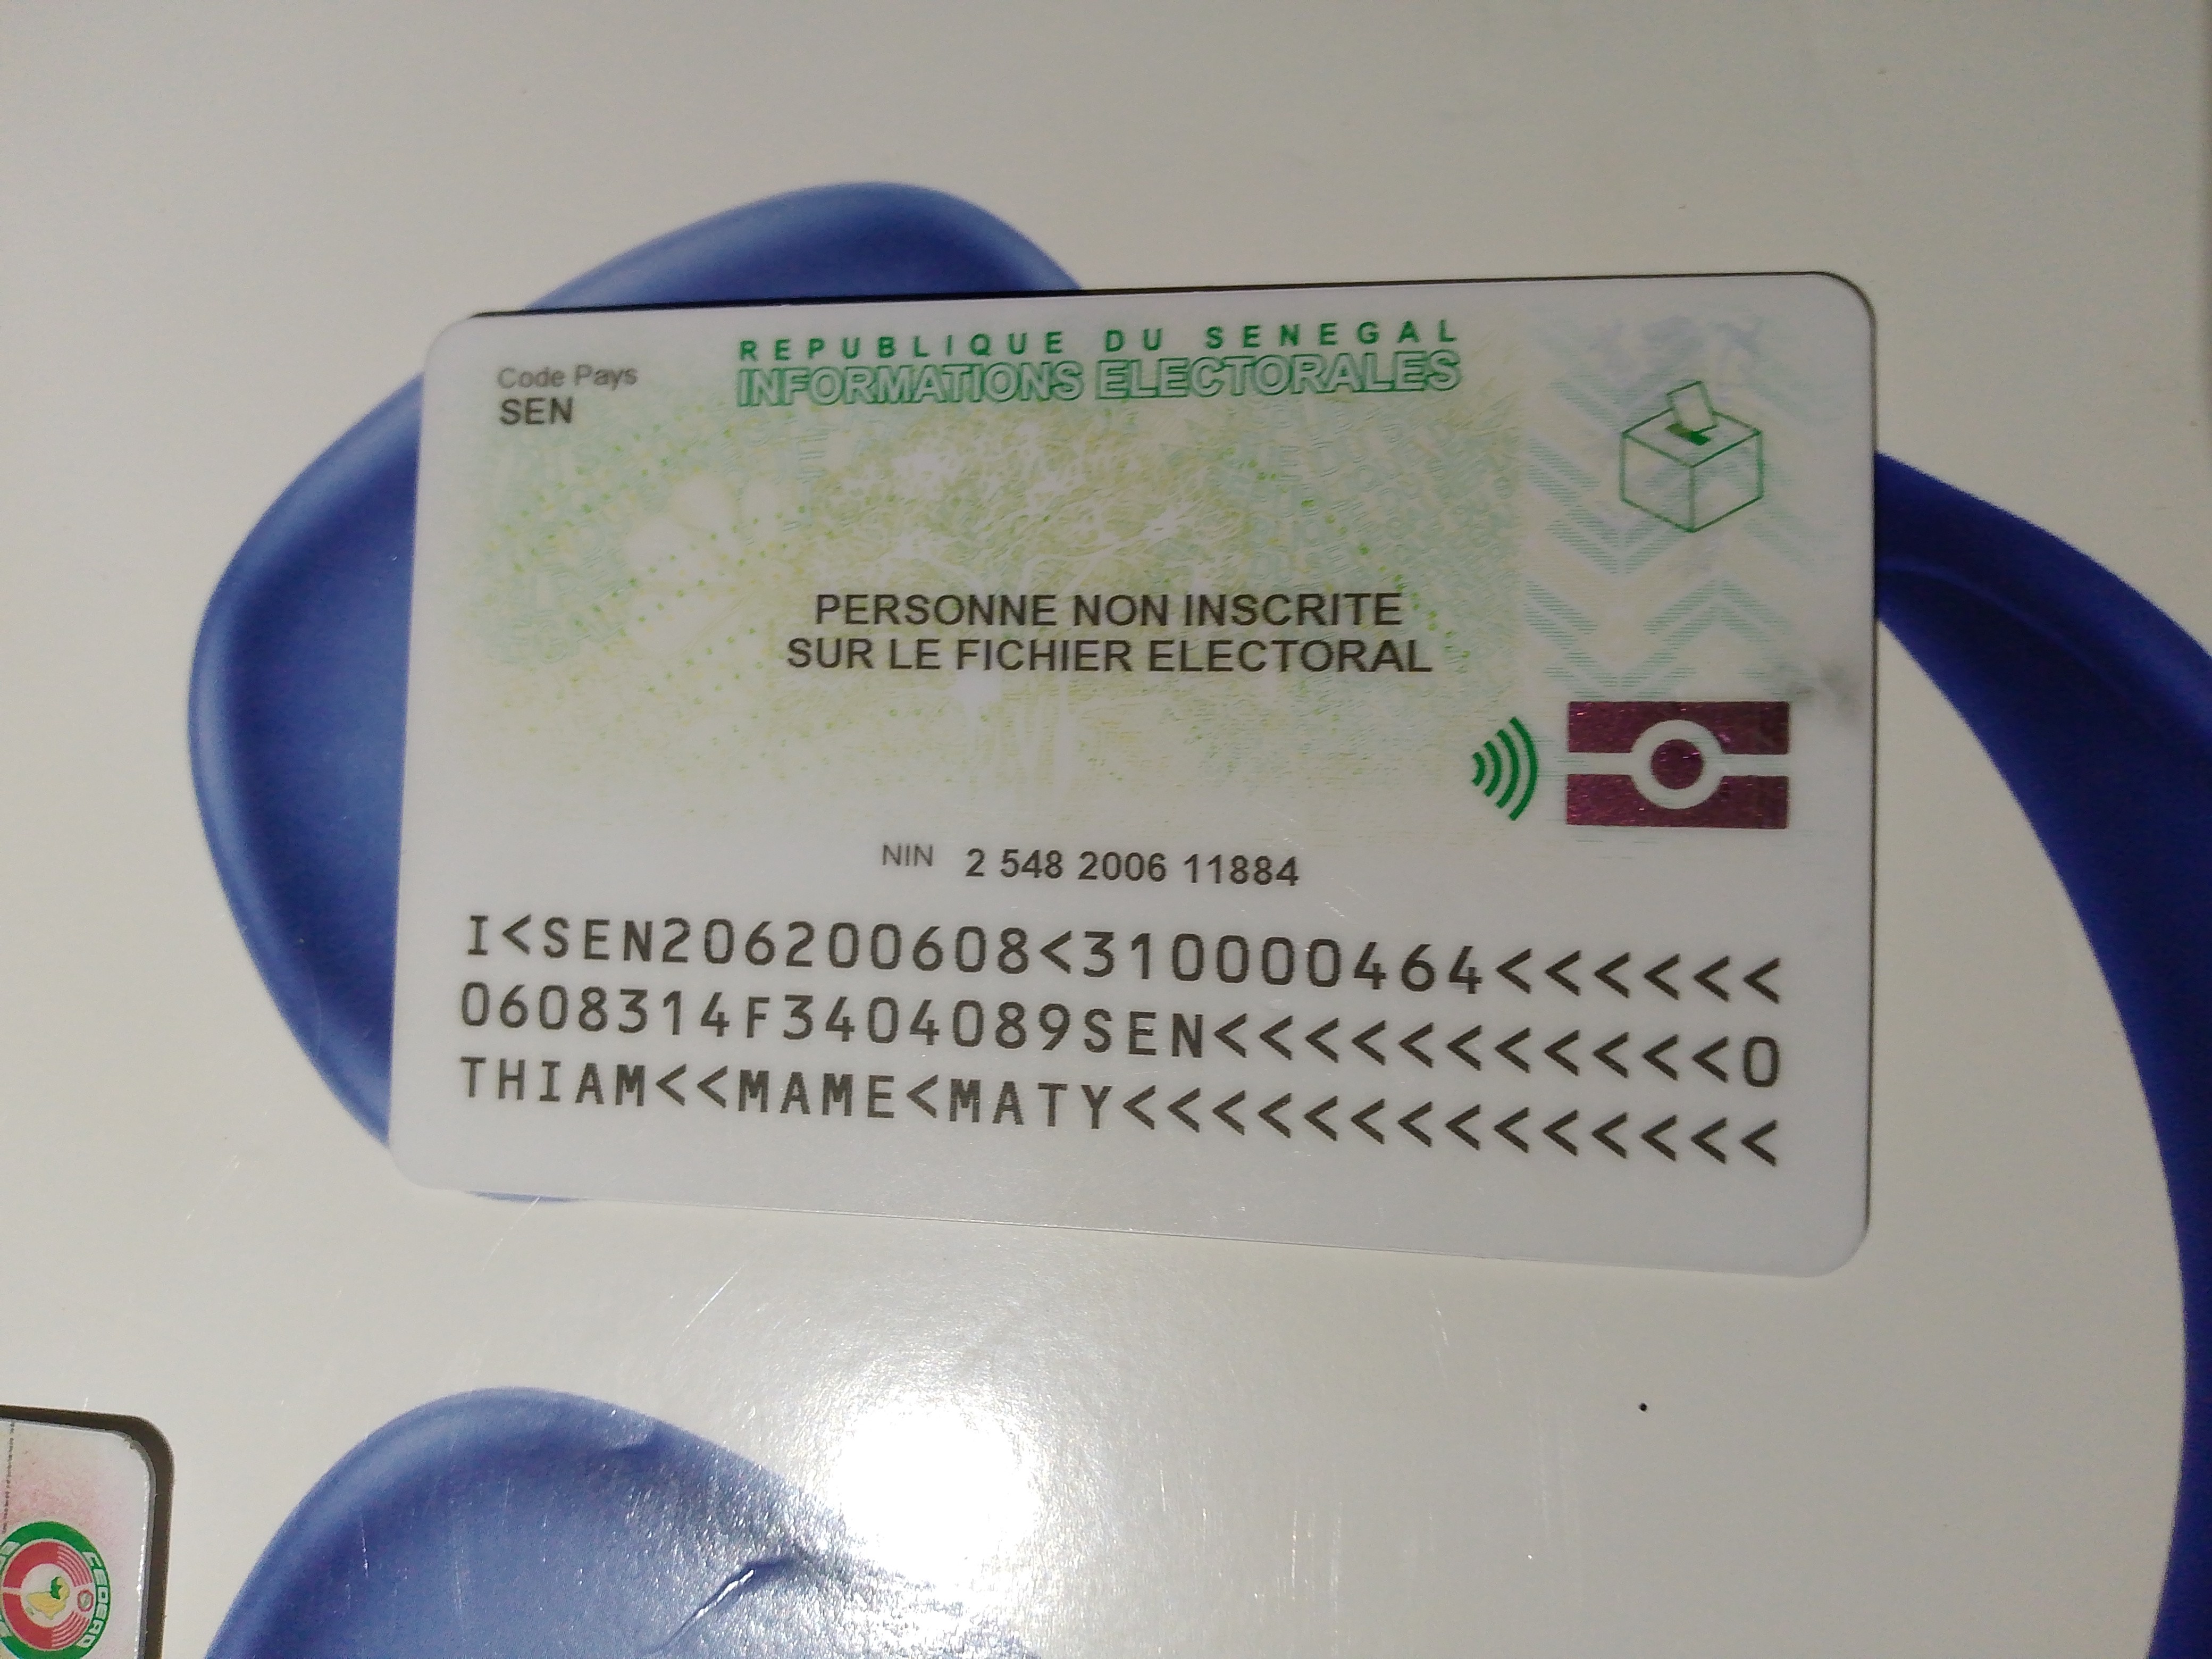 REPUBLIQUE DU SENEGAL
INFORMATIONS ELECTORALES
Code Pays
SEN
PERSONNE NON INSCRITE
SUR LE FICHIER ELECTORAL
NIN 2 548 2006 11884
I<SEN206200608<310000464<<<<<<
0608314F3404089SEN<<<<<<<<<<<0
THIAM<<MAME<MATY<<<<<<<<<<<<<<
CEDEAO